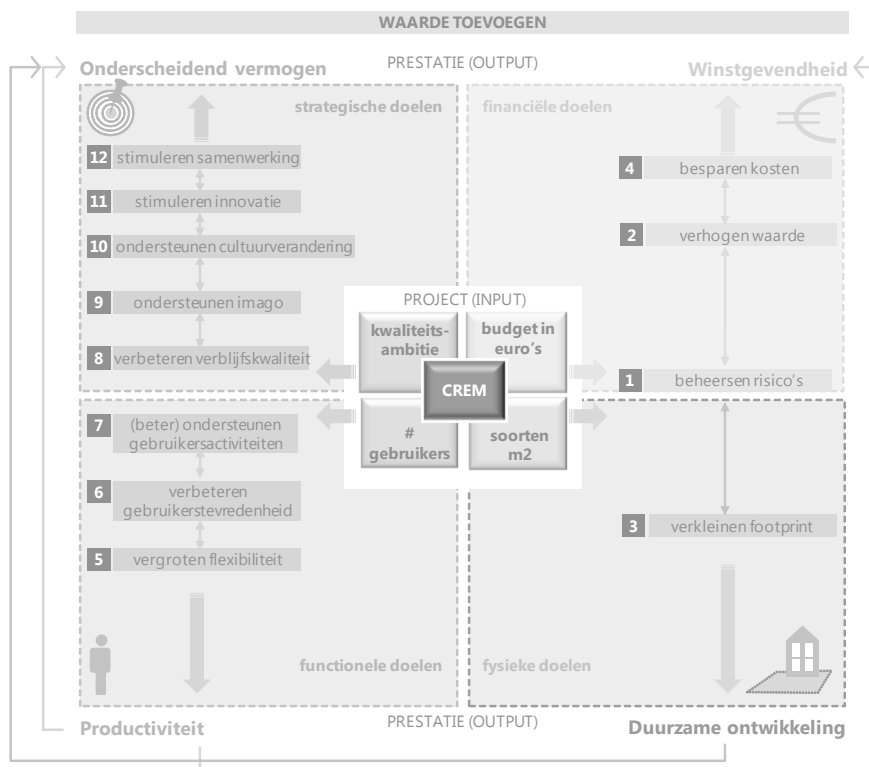 WAARDE TOEVOEGEN
PRESTATIE (OUTPUT)
Onderscheidend vermogen
Winstgevendheid
strategische doelen
financiële doelen
12 stimuleren samenwerking
11 stimuleren innovatie
10 ondersteunen cultuurverandering
9 ondersteunen imago
8 verbeteren verblijfskwaliteit
4 besparen kosten
2 verhogen waarde
1 beheersen risico's
PROJECT (INPUT)
kwaliteits-
ambitie
budget in
euro's
CREM
#
gebruikers
soorten
m2
7 (beter) ondersteunen
gebruikersactiviteiten
6 verbeteren
gebruikerstevredenheid
5 vergroten flexibiliteit
3 verkleinen footprint
functionele doelen
fysieke doelen
Productiviteit
PRESTATIE (OUTPUT)
Duurzame ontwikkeling